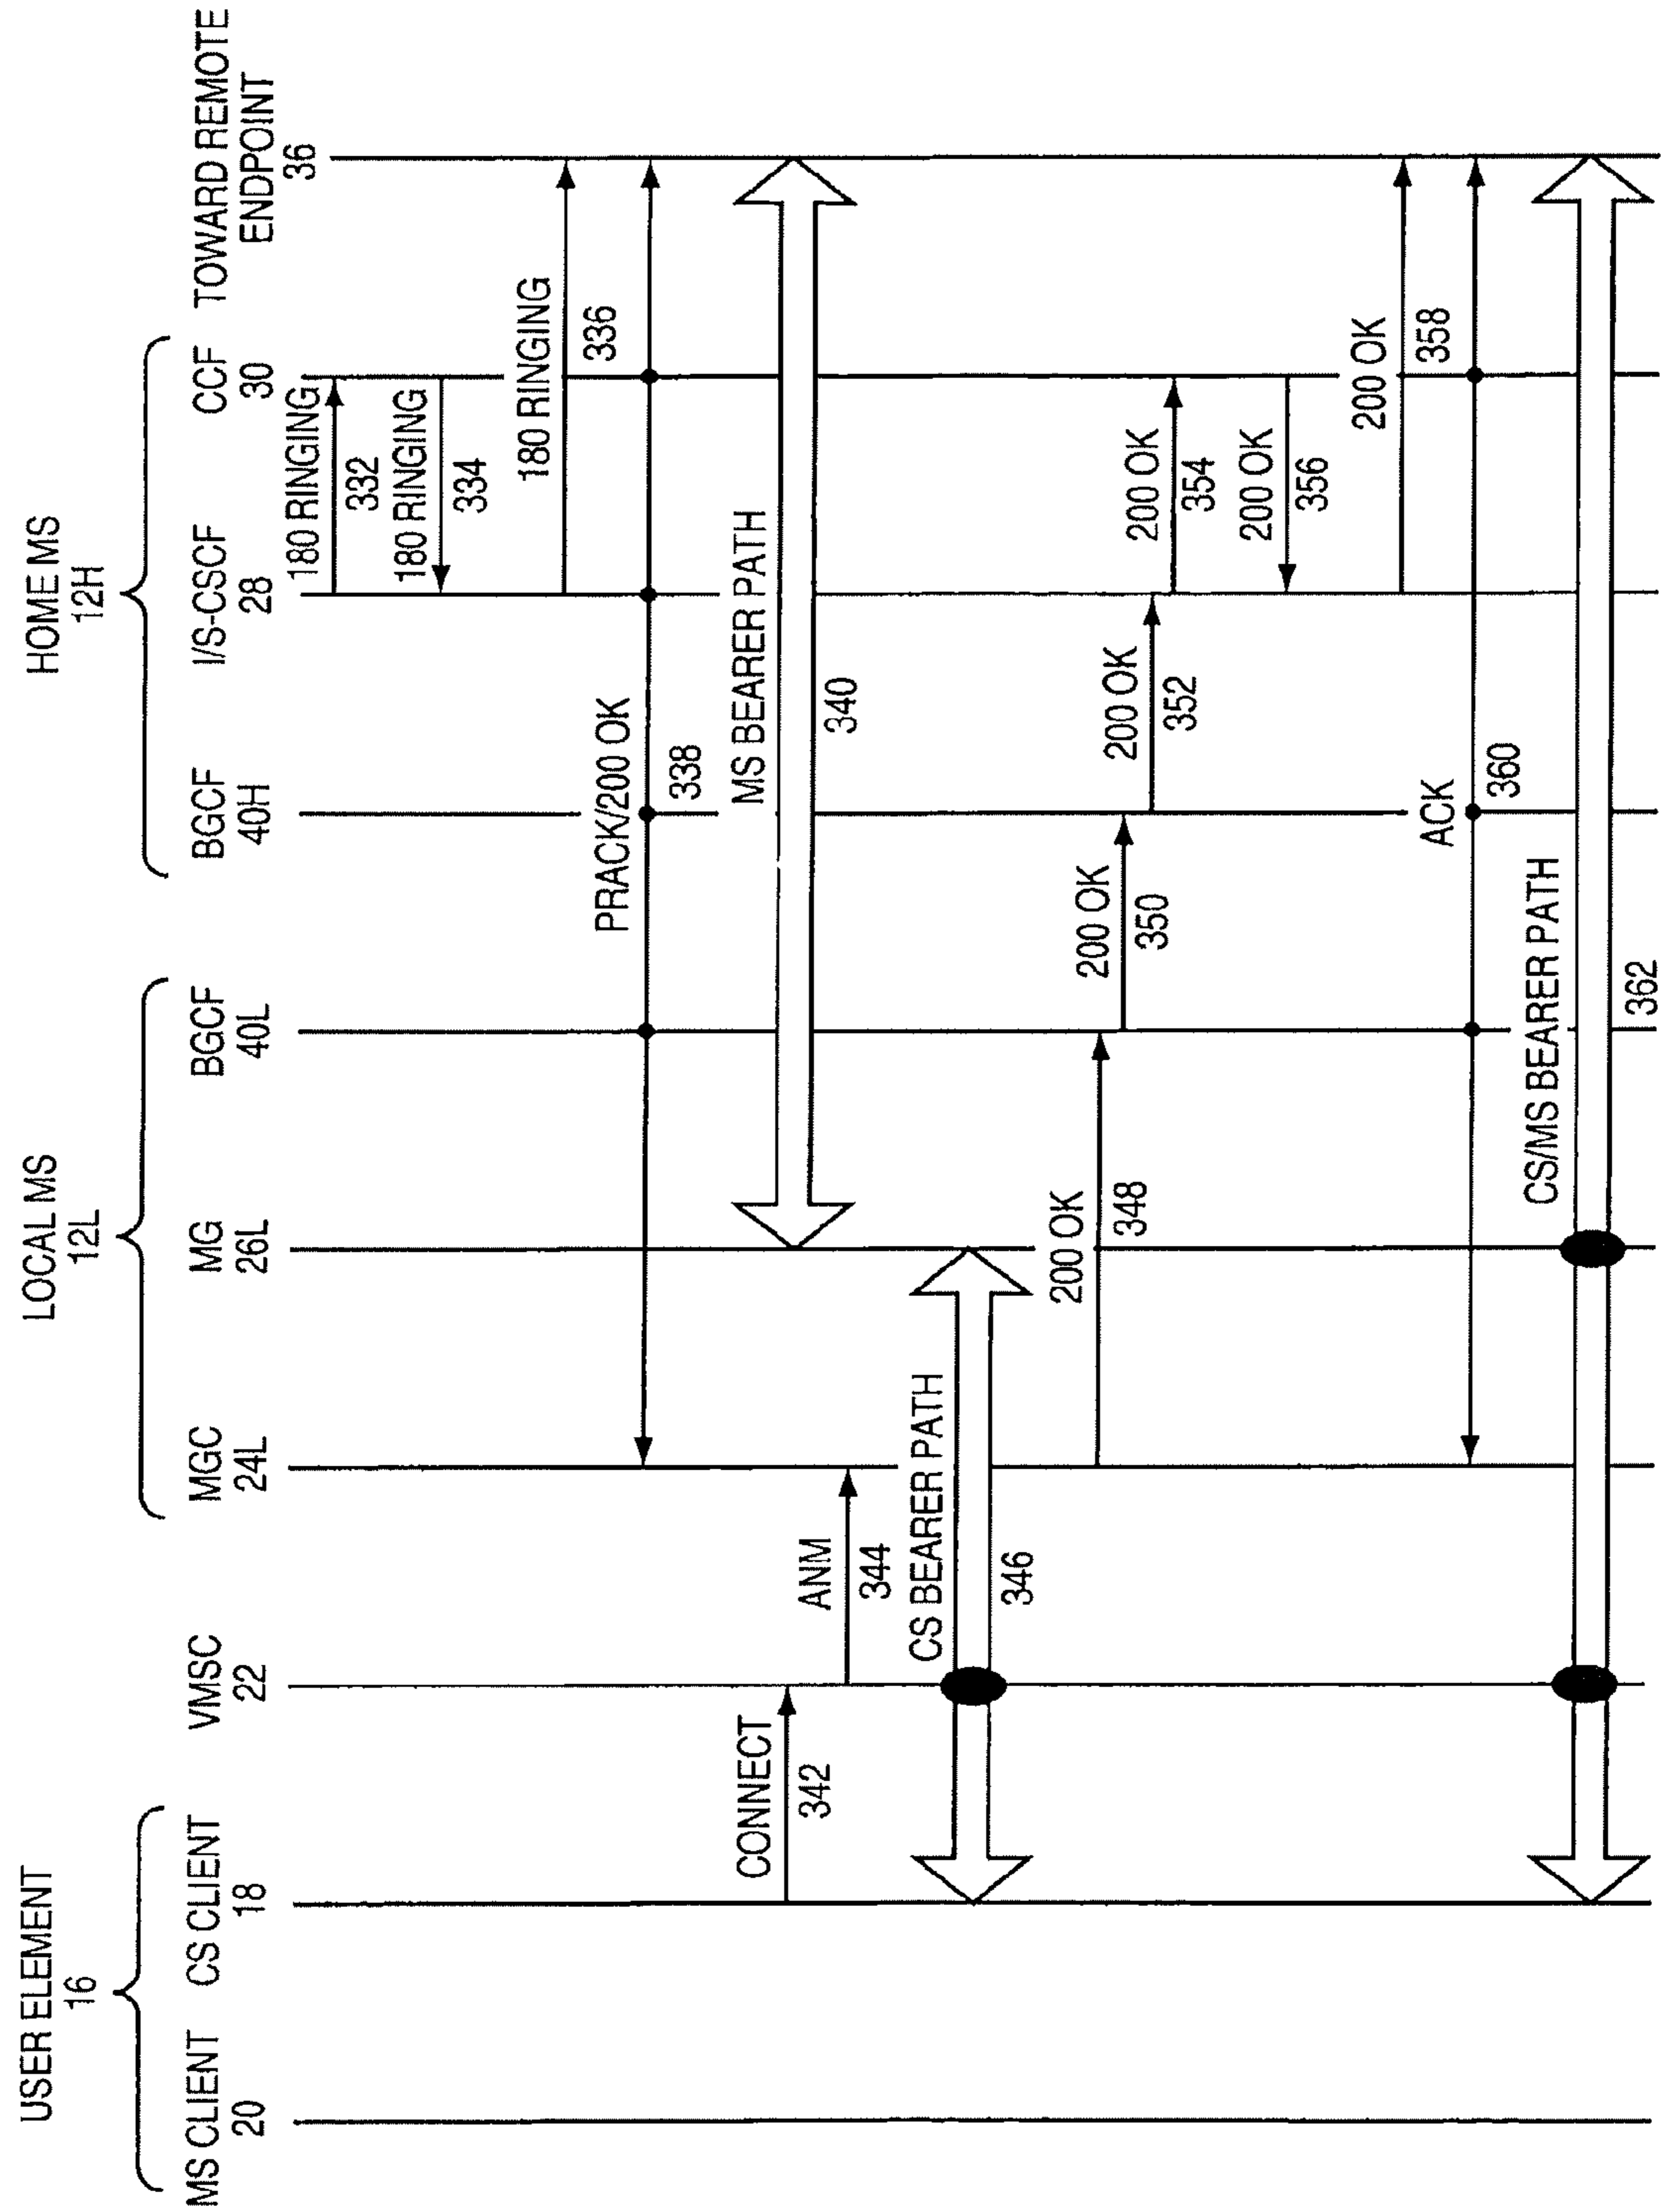 USER ELEMENT
16
LOCAL MS
12L
HOME MS
12H
MS CLIENT
20
CS CLIENT
18
VMSC
22
MGC
24L
MG
26L
BGCF
40L
BGCF
40H
I/S-CSCF
28
CCF
30
TOWARD REMOTE
ENDPOINT
36
180 RINGING
332
180 RINGING
334
180 RINGING
336
PRACK/200 OK
338
MS BEARER PATH
340
CONNECT
342
ANM
344
CS BEARER PATH
346
200 OK
348
200 OK
350
200 OK
352
200 OK
354
200 OK
356
200 OK
358
ACK
360
CS/MS BEARER PATH
362